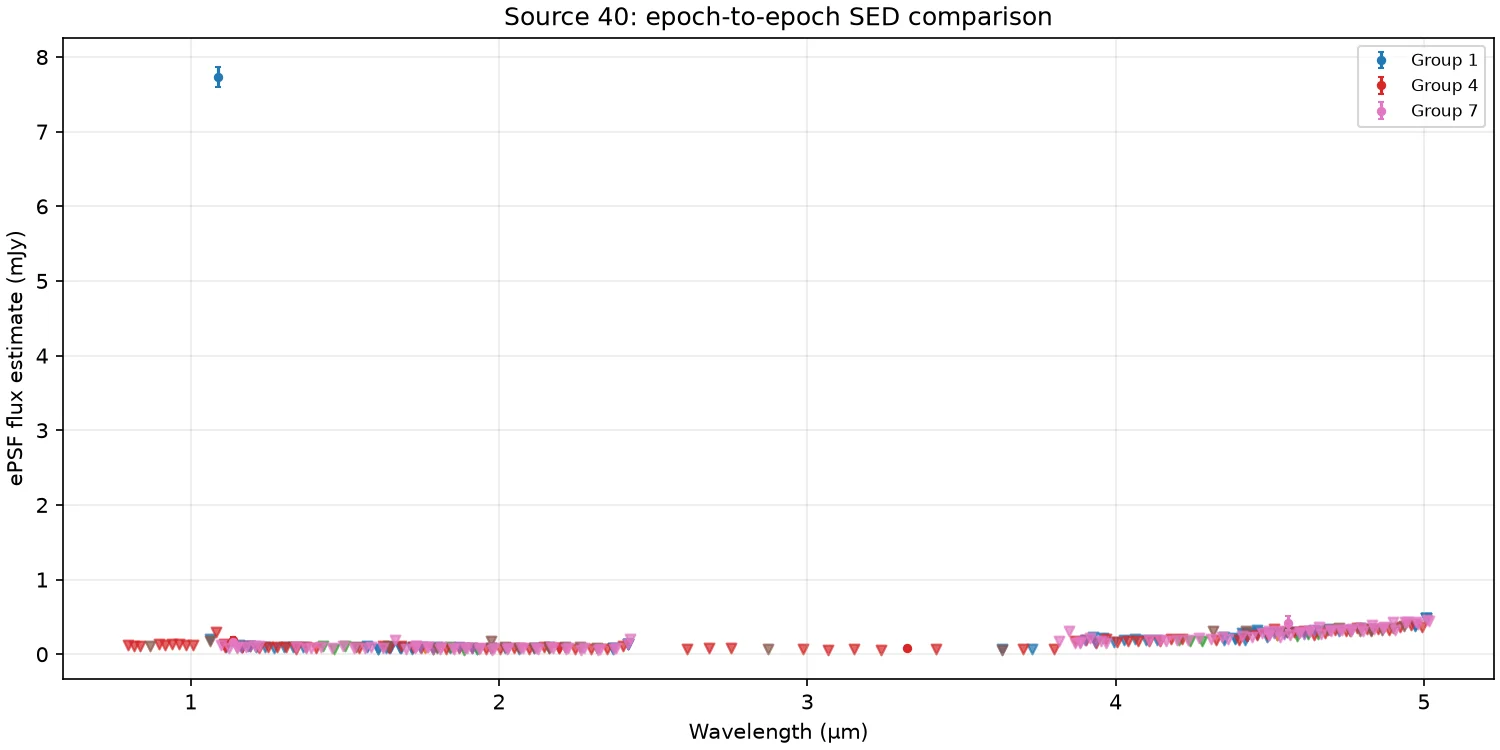 Source 40: epoch-to-epoch SED comparison
ePSF flux estimate (mJy)
8
7
6
5
4
3
2
1
0
Group 1
Group 4
Group 7
1 2 3 4 5
Wavelength (μm)